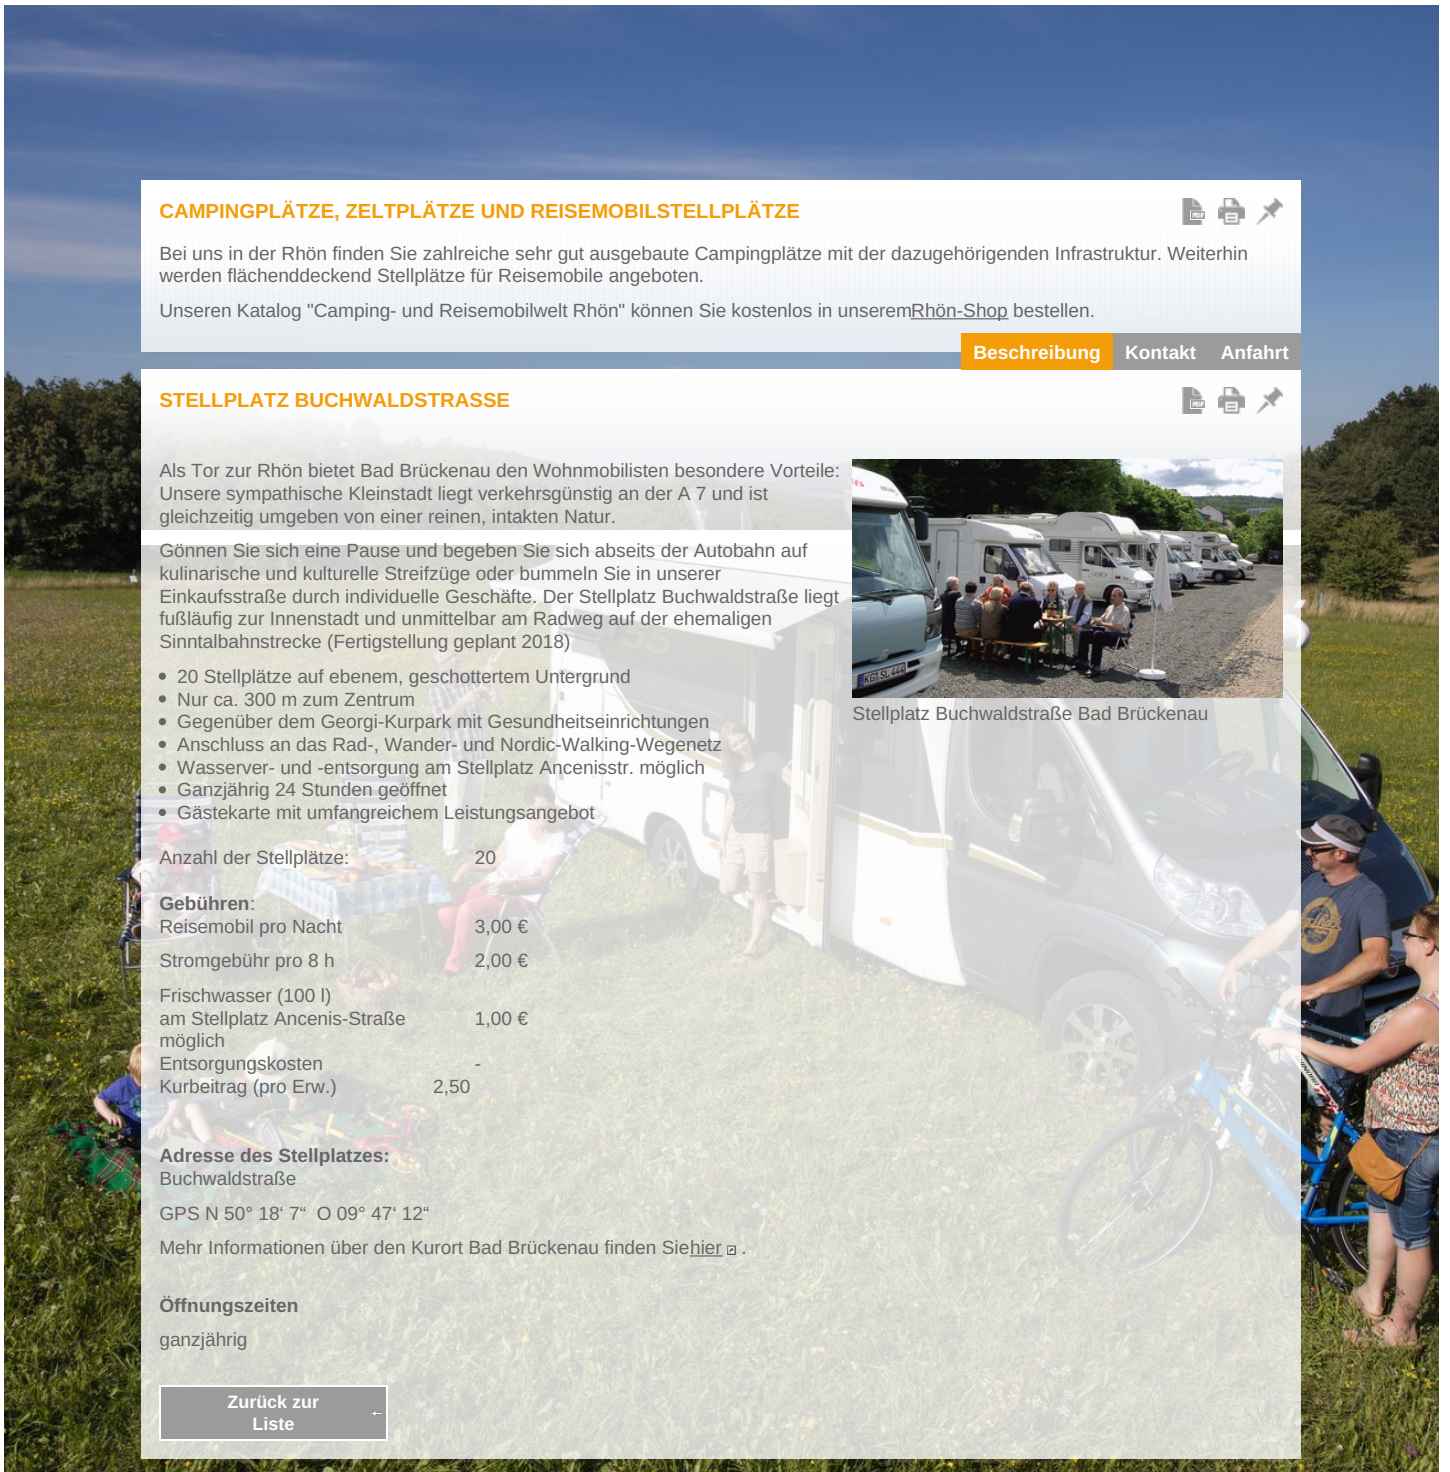 CAMPINGPLÄTZE, ZELTPLÄTZE UND REISEMOBILSTELLPLÄTZE
Bei uns in der Rhön finden Sie zahlreiche sehr gut ausgebaute Campingplätze mit der dazugehörigenden Infrastruktur. Weiterhin
werden flächenddeckend Stellplätze für Reisemobile angeboten.
Unseren Katalog "Camping- und Reisemobilwelt Rhön" können Sie kostenlos in unseremRhön-Shop bestellen.
Beschreibung Kontakt Anfahrt
STELLPLATZ BUCHWALDSTRASSE
Als Tor zur Rhön bietet Bad Brückenau den Wohnmobilisten besondere Vorteile:
Unsere sympathische Kleinstadt liegt verkehrsgünstig an der A 7 und ist
gleichzeitig umgeben von einer reinen, intakten Natur.
Gönnen Sie sich eine Pause und begeben Sie sich abseits der Autobahn auf
kulinarische und kulturelle Streifzüge oder bummeln Sie in unserer
Einkaufsstraße durch individuelle Geschäfte. Der Stellplatz Buchwaldstraße liegt
fußläufig zur Innenstadt und unmittelbar am Radweg auf der ehemaligen
Sinntalbahnstrecke (Fertigstellung geplant 2018)
KG SL 444
Stellplatz Buchwaldstraße Bad Brückenau
20 Stellplätze auf ebenem, geschottertem Untergrund
Nur ca. 300 m zum Zentrum
Gegenüber dem Georgi-Kurpark mit Gesundheitseinrichtungen
Anschluss an das Rad-, Wander- und Nordic-Walking-Wegenetz
Wasserver- und -entsorgung am Stellplatz Ancenisstr. möglich
Ganzjährig 24 Stunden geöffnet
Gästekarte mit umfangreichem Leistungsangebot
Anzahl der Stellplätze: 20
Gebühren:
Reisemobil pro Nacht 3,00 €
Stromgebühr pro 8 h 2,00 €
Frischwasser (100 l)
am Stellplatz Ancenis-Straße 1,00 €
möglich
Entsorgungskosten -
Kurbeitrag (pro Erw.) 2,50
Adresse des Stellplatzes:
Buchwaldstraße
GPS N 50° 18‘ 7“ O 09° 47‘ 12“
Mehr Informationen über den Kurort Bad Brückenau finden Siehier .
Öffnungszeiten
ganzjährig
Zurück zur
Liste